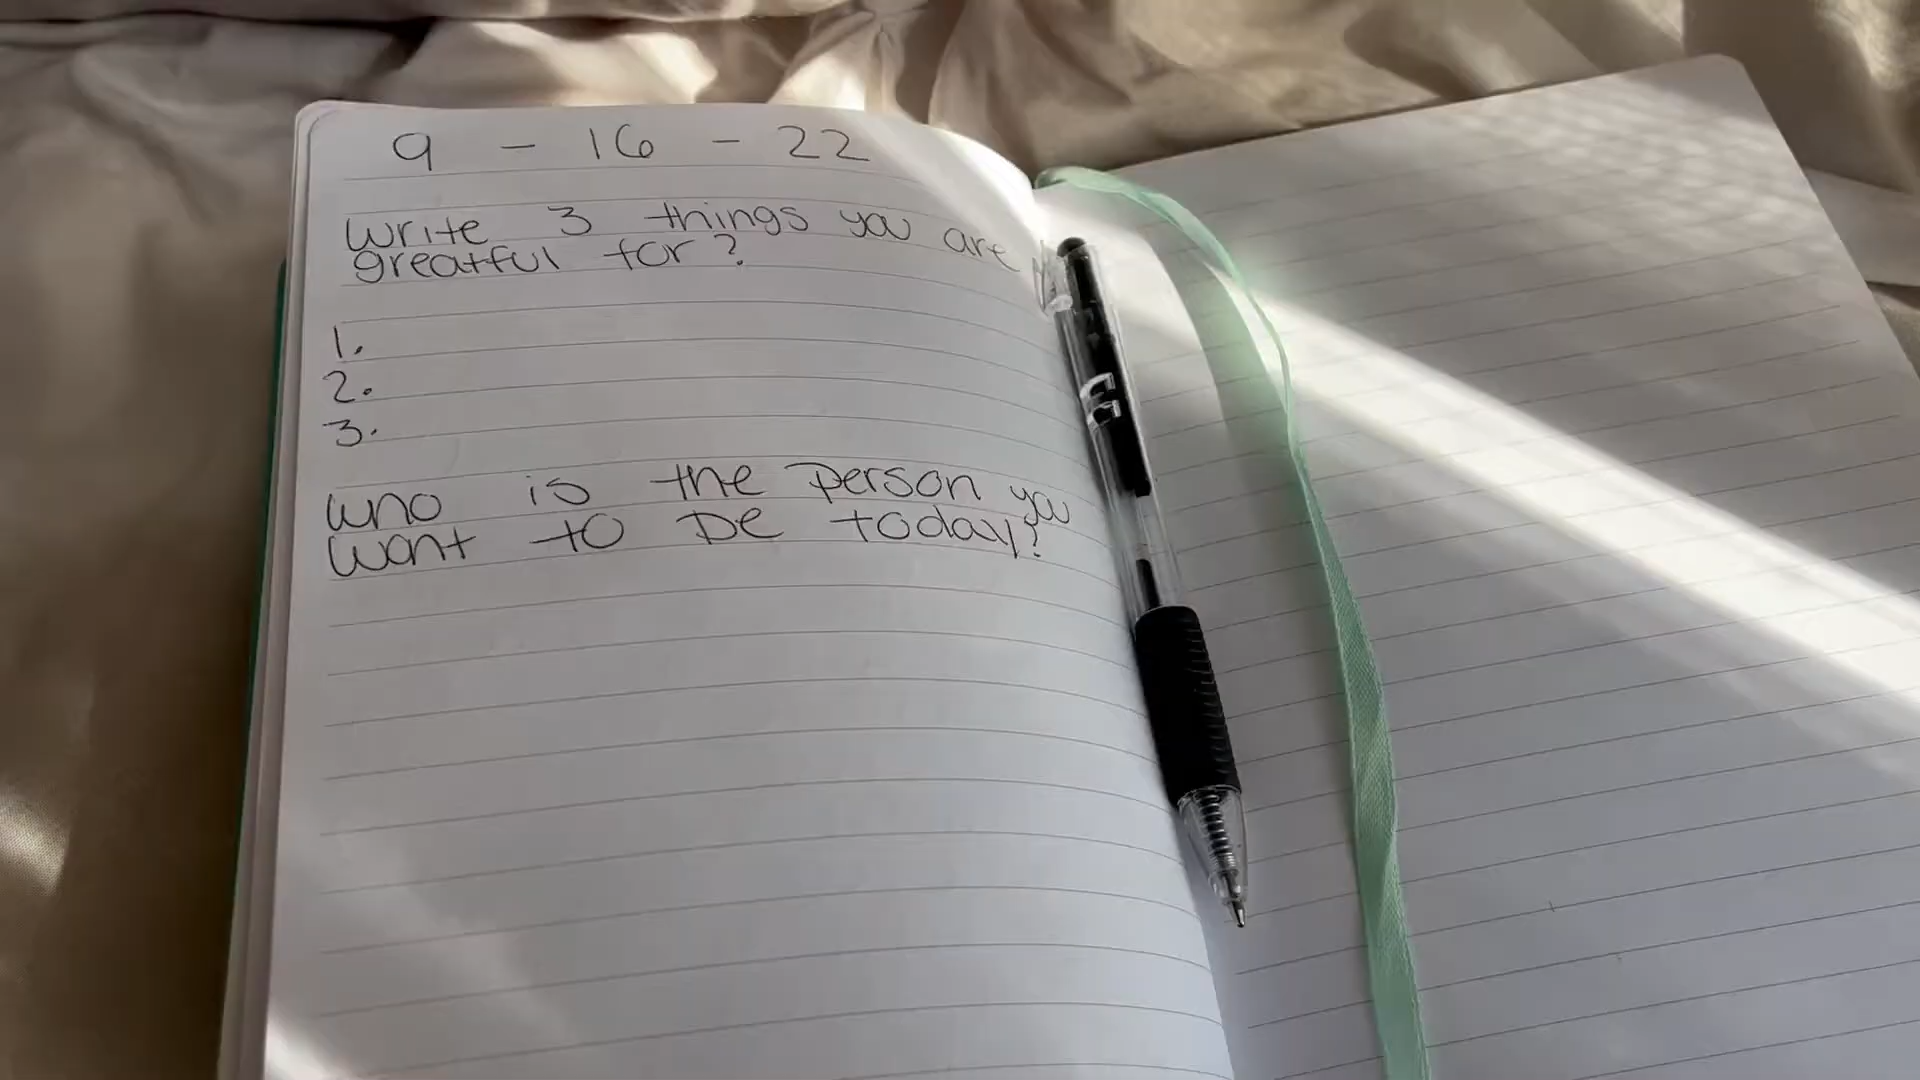 9 - 16 - 22
Write 3 things you are
greatful for?
1.
2.
3.
Who is the person you
want to be today?